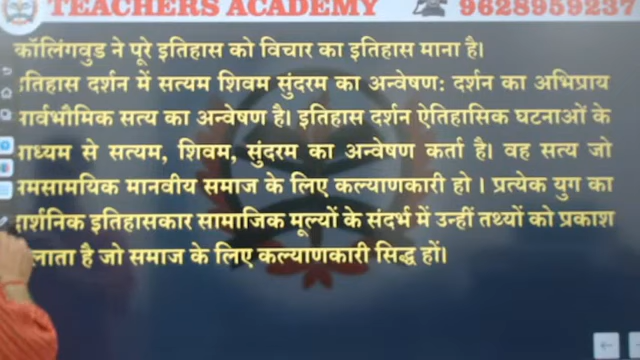 TEACHERS ACADEMY 9628959237
कॉलिंगवुड ने पूरे इतिहास को विचार का इतिहास माना है।
इतिहास दर्शन में सत्यम शिवम सुंदरम का अन्वेषण: दर्शन का अभिप्राय
सार्वभौमिक सत्य का अन्वेषण है। इतिहास दर्शन ऐतिहासिक घटनाओं के
माध्यम से सत्यम, शिवम, सुंदरम का अन्वेषण कर्ता है। वह सत्य जो
समसामयिक मानवीय समाज के लिए कल्याणकारी हो । प्रत्येक युग का
दार्शनिक इतिहासकार सामाजिक मूल्यों के संदर्भ में उन्हीं तथ्यों को प्रकाश
लाता है जो समाज के लिए कल्याणकारी सिद्ध हों।